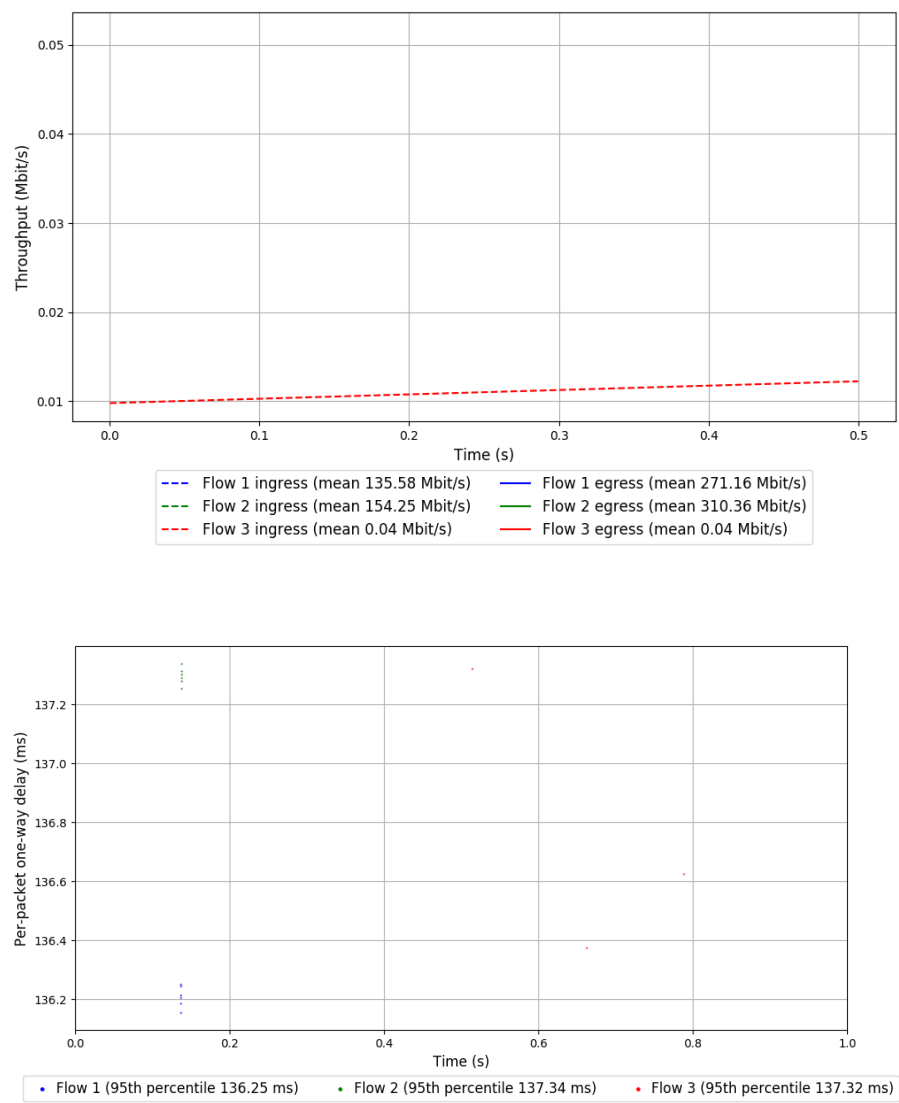 0.05
0.04
0.03
0.02
0.01
Throughput (Mbit/s)
0.0 0.1 0.2 0.3 0.4 0.5
Time (s)
Flow 1 ingress (mean 135.58 Mbit/s) Flow 1 egress (mean 271.16 Mbit/s)
Flow 2 ingress (mean 154.25 Mbit/s) Flow 2 egress (mean 310.36 Mbit/s)
Flow 3 ingress (mean 0.04 Mbit/s) Flow 3 egress (mean 0.04 Mbit/s)
137.2
137.0
136.8
136.6
136.4
136.2
Per-packet one-way delay (ms)
0.0 0.2 0.4 0.6 0.8 1.0
Time (s)
Flow 1 (95th percentile 136.25 ms) Flow 2 (95th percentile 137.34 ms) Flow 3 (95th percentile 137.32 ms)